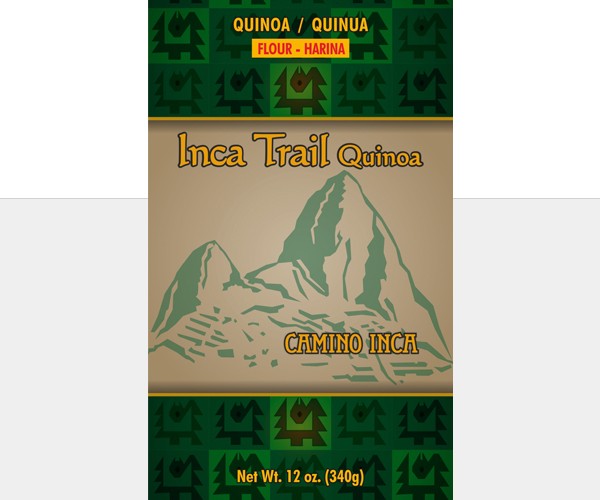 QUINOA / QUINUA
FLOUR - HARINA
Inca Trail Quinoa
CAMINO INCA
Net Wt. 12 oz. (340g)